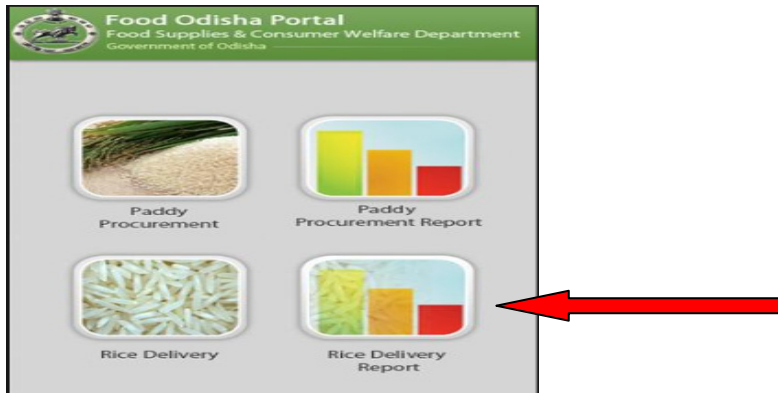 Food Odisha Portal
Food Supplies & Consumer Welfare Department
Government of Odisha
Paddy
Procurement
Paddy
Procurement Report
Rice Delivery
Rice Delivery
Report